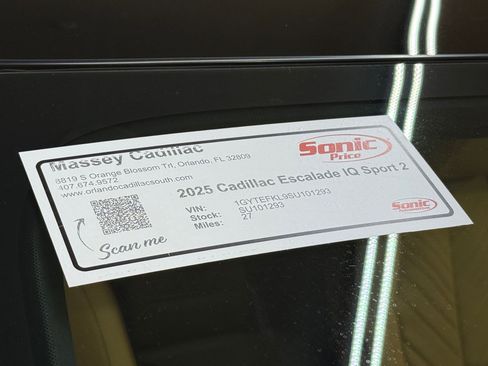 Massey Cadillac
8819 S Orange Blossom Trl, Orlando, FL 32809
407.674.9572
www.orlandocadillacsouth.com
Sonic
Price
2025 Cadillac Escalade IQ Sport 2
VIN: 1GYTEFKL9SU101293
Stock: SU101293
Miles: 27
Scan me
Sonic